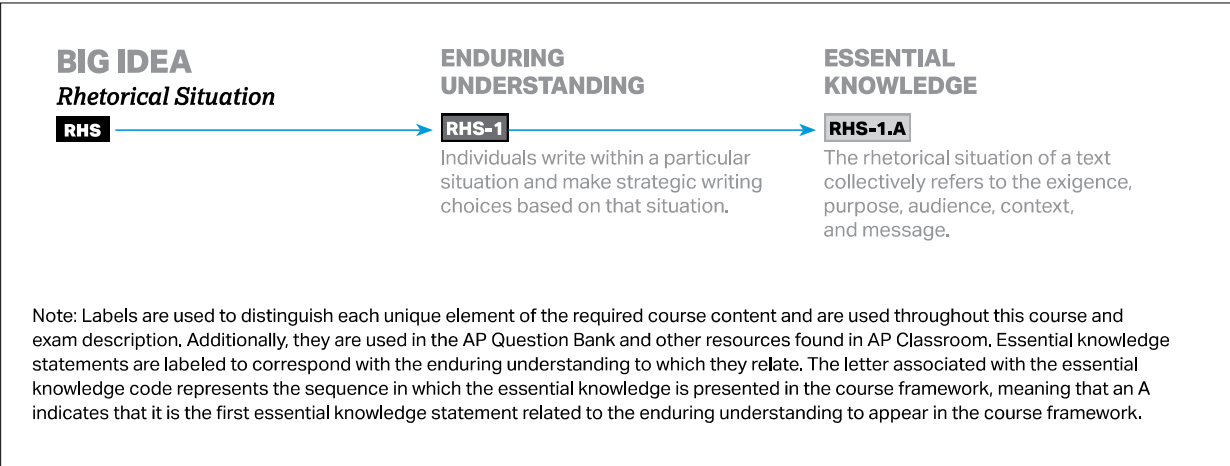 BIG IDEA
Rhetorical Situation
RHS
ENDURING
UNDERSTANDING
RHS-1
Individuals write within a particular
situation and make strategic writing
choices based on that situation.
ESSENTIAL
KNOWLEDGE
RHS-1.A
The rhetorical situation of a text
collectively refers to the exigence,
purpose, audience, context,
and message.
Note: Labels are used to distinguish each unique element of the required course content and are used throughout this course and
exam description. Additionally, they are used in the AP Question Bank and other resources found in AP Classroom. Essential knowledge
statements are labeled to correspond with the enduring understanding to which they relate. The letter associated with the essential
knowledge code represents the sequence in which the essential knowledge is presented in the course framework, meaning that an A
indicates that it is the first essential knowledge statement related to the enduring understanding to appear in the course framework.